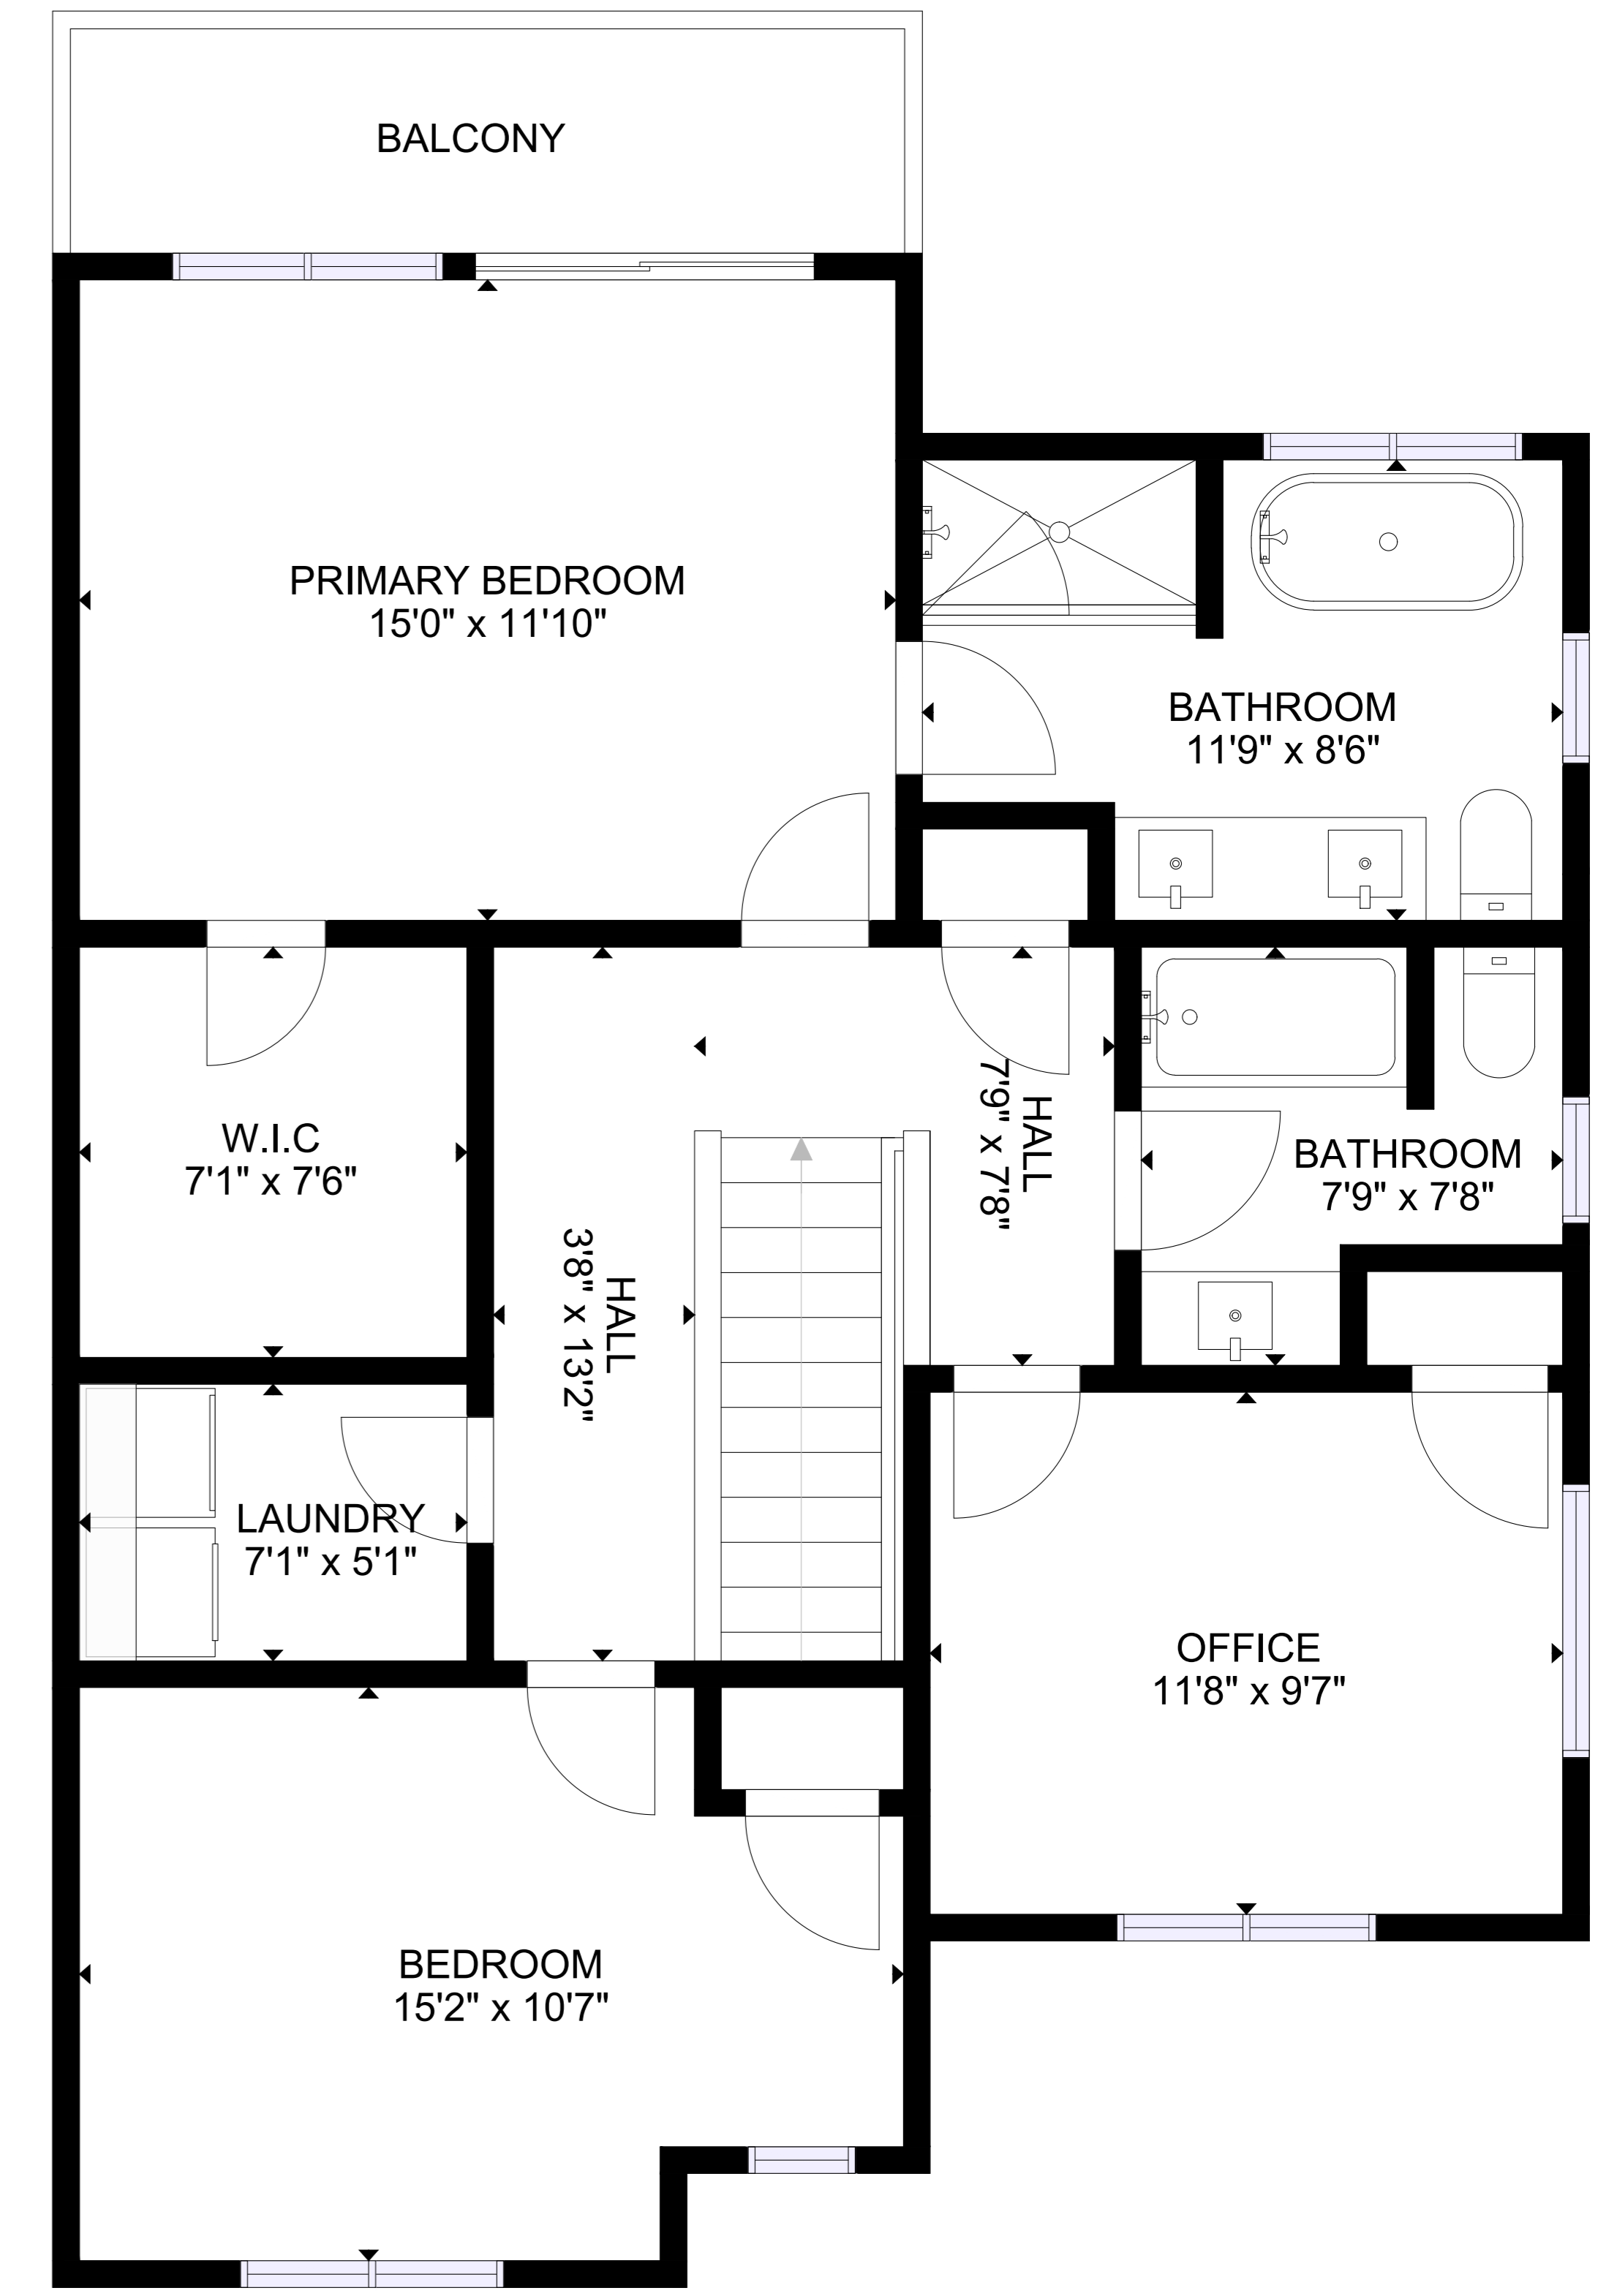 BALCONY
PRIMARY BEDROOM
15'0" x 11'10"
BATHROOM
11'9" x 8'6"
W.I.C
7'1" x 7'6"
HALL
7'9" x 7'8"
BATHROOM
7'9" x 7'8"
HALL
3'8" x 13'2"
LAUNDRY
7'1" x 5'1"
OFFICE
11'8" x 9'7"
BEDROOM
15'2" x 10'7"